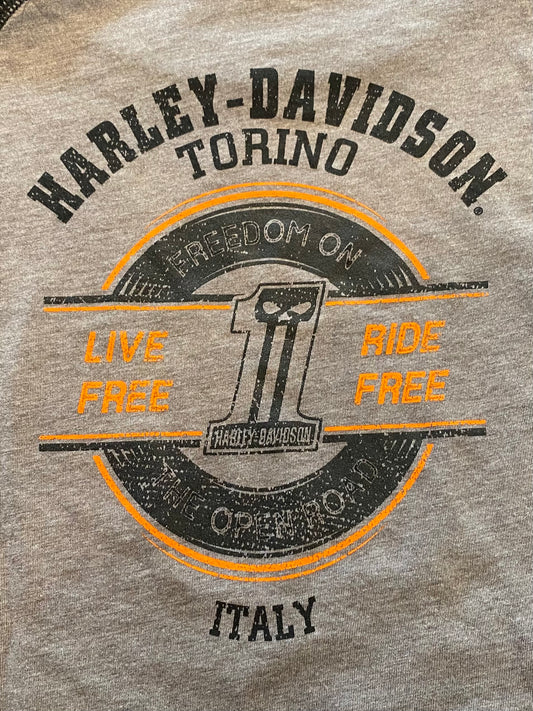 HARLEY-DAVIDSON®
TORINO
FREEDOM ON
1
LIVE
FREE
RIDE
FREE
HARLEY-DAVIDSON
THE OPEN ROAD
ITALY